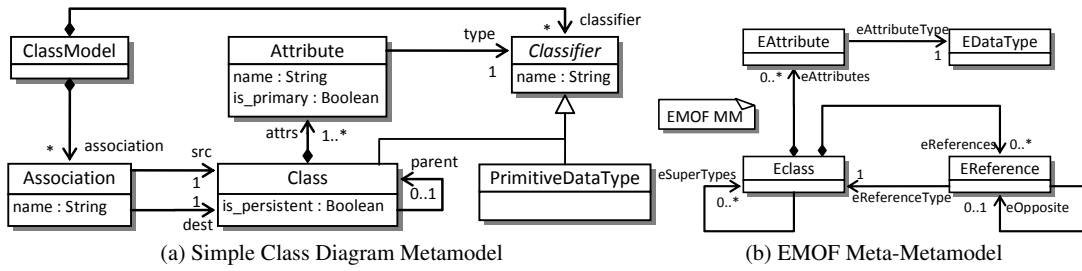 ClassModel
classifier
*
Attribute
name : String
is_primary : Boolean
type
1
Classifier
name : String
attrs
1..*
*
association
Association
name : String
src
1
1
dest
Class
is_persistent : Boolean
parent
0..1
PrimitiveDataType
(a) Simple Class Diagram Metamodel
EAttribute
eAttributeType
1
EDataType
0..*
eAttributes
EMOF MM
eReferences
0..*
eSuperTypes
0..*
Eclass
1
eReferenceType
EReference
0..1
eOpposite
(b) EMOF Meta-Metamodel